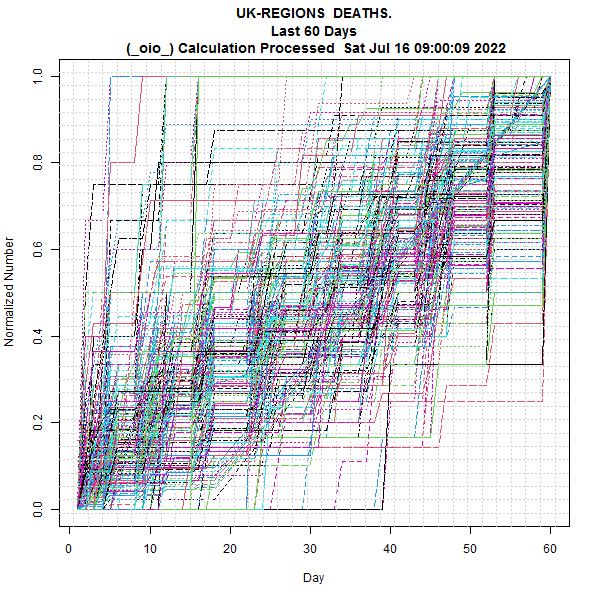 UK-REGIONS  DEATHS.
Last 60 Days
(_oio_) Calculation Processed  Sat Jul 16 09:00:09 2022
Normalized Number
1.0
0.8
0.6
0.4
0.2
0.0
0 10 20 30 40 50 60
Day